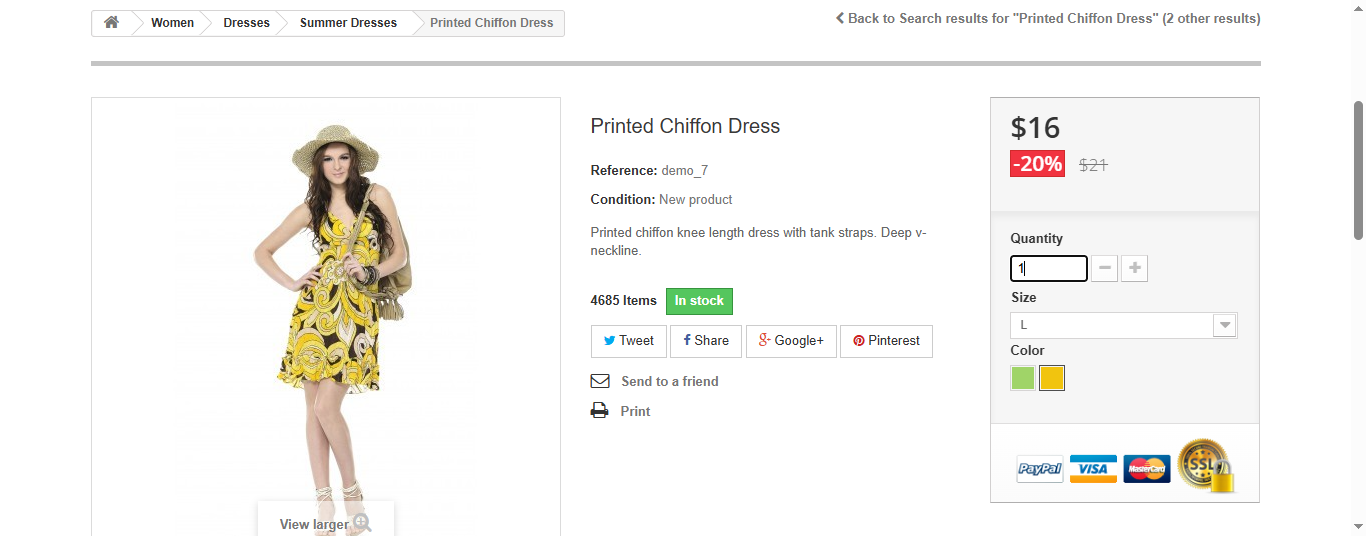 Women
Dresses
Summer Dresses
Printed Chiffon Dress
Back to Search results for "Printed Chiffon Dress" (2 other results)
Printed Chiffon Dress
Reference: demo_7
Condition: New product
Printed chiffon knee length dress with tank straps. Deep v-
neckline.
4685 Items In stock
Tweet
Share
Google+
Pinterest
Send to a friend
Print
View larger
$16
-20% $21
Quantity
1
Size
L
Color
PayPal
VISA
MasterCard
SSL